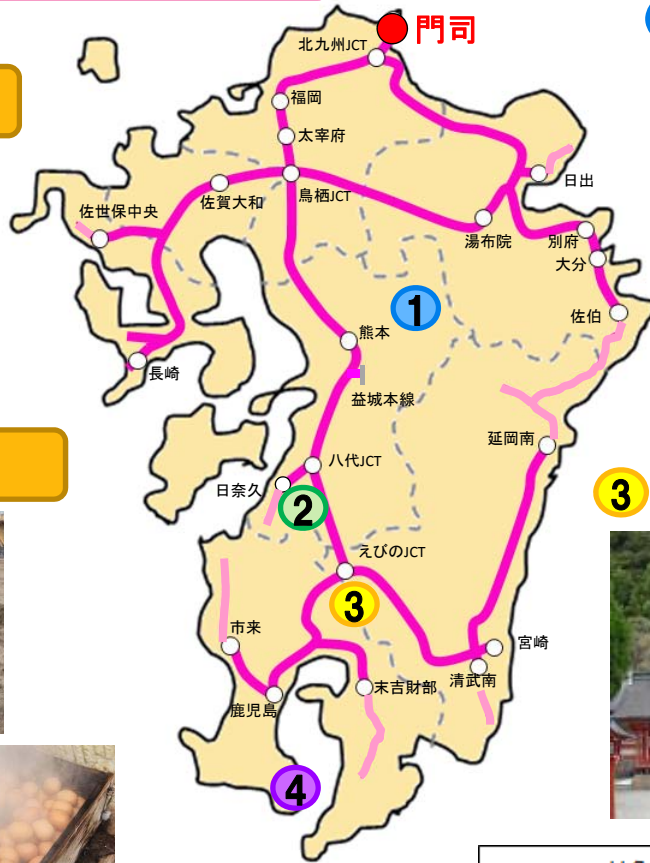 門司
北九州JCT
福岡
太宰府
日出
佐賀大和
鳥栖JCT
佐世保中央
湯布院
別府
大分
1
佐伯
熊本
長崎
益城本線
延岡南
八代JCT
日奈久
3
2
えびのJCT
3
市来
宮崎
清武南
末吉財部
鹿児島
4